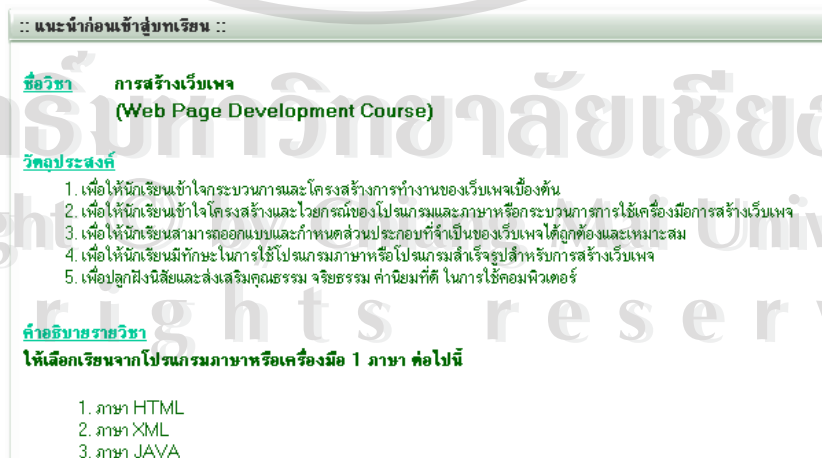 :: แนะนำก่อนเข้าสู่บทเรียน ::
ชื่อวิชา การสร้างเว็บเพจ
(Web Page Development Course)
วัตถุประสงค์
1. เพื่อให้นักเรียนเข้าใจกระบวนการและโครงสร้างการทำงานของเว็บเพจเบื้องต้น
2. เพื่อให้นักเรียนเข้าใจโครงสร้างและไวยกรณ์ของโปรแกรมและภาษาหรือกระบวนการการใช้เครื่องมือการสร้างเว็บเพจ
3. เพื่อให้นักเรียนสามารถออกแบบและกำหนดส่วนประกอบที่จำเป็นของเว็บเพจได้ถูกต้องและเหมาะสม
4. เพื่อให้นักเรียนมีทักษะในการใช้โปรแกรมภาษาหรือโปรแกรมสำเร็จรูปสำหรับการสร้างเว็บเพจ
5. เพื่อปลูกฝังนิสัยและส่งเสริมคุณธรรม จริยธรรม ค่านิยมที่ดี ในการใช้คอมพิวเตอร์
คำอธิบายรายวิชา
ให้เลือกเรียนจากโปรแกรมภาษาหรือเครื่องมือ 1 ภาษา ต่อไปนี้
1. ภาษา HTML
2. ภาษา XML
3. ภาษา JAVA